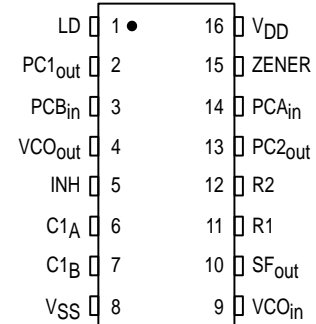 LD 1 16 VDD
PC1out 2 15 ZENER
PCBin 3 14 PCAin
VCOout 4 13 PC2out
INH 5 12 R2
C1A 6 11 R1
C1B 7 10 SFout
VSS 8 9 VCOin